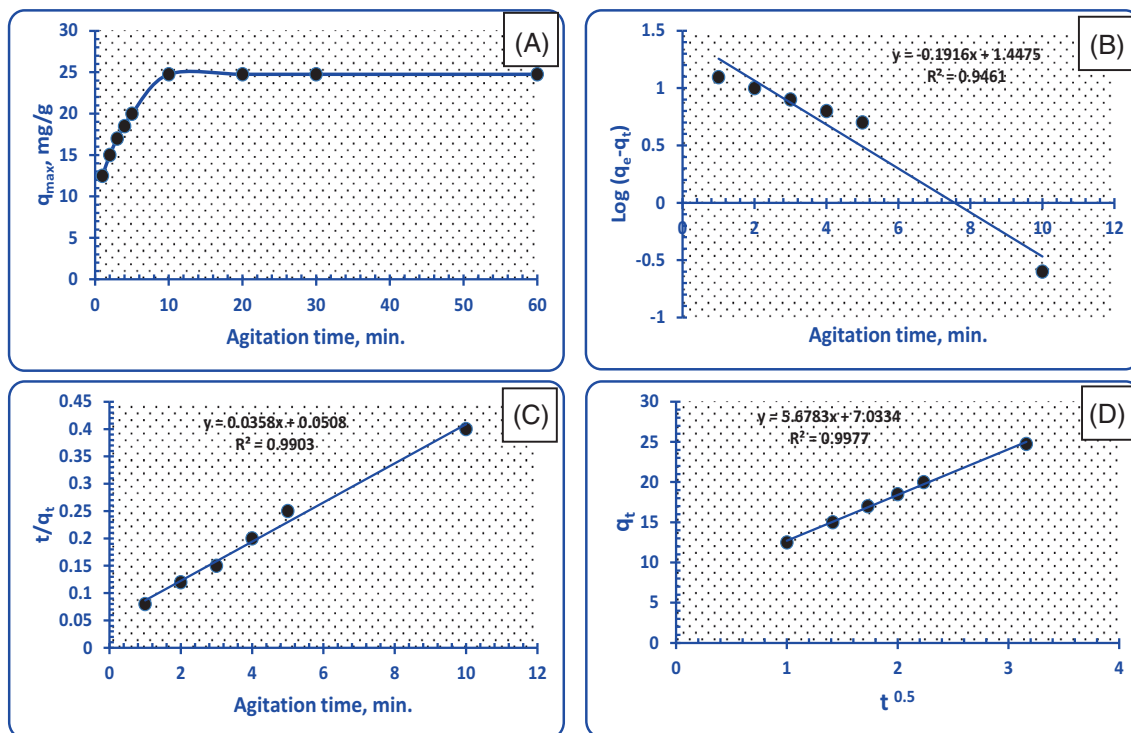 (A)
30
25
20
15
10
5
0
q_max, mg/g
0 10 20 30 40 50 60
Agitation time, min.
(B)
y = -0.1916x + 1.4475
R² = 0.9461
1.5
1
0.5
0
-0.5
-1
Log (q_e-q_t)
0 2 4 6 8 10 12
Agitation time, min.
(C)
y = 0.0358x + 0.0508
R² = 0.9903
0.45
0.4
0.35
0.3
0.25
0.2
0.15
0.1
0.05
0
t/q_t
0 2 4 6 8 10 12
Agitation time, min.
(D)
y = 5.6783x + 7.0334
R² = 0.9977
30
25
20
15
10
5
0
q_t
0 1 2 3 4
t^0.5